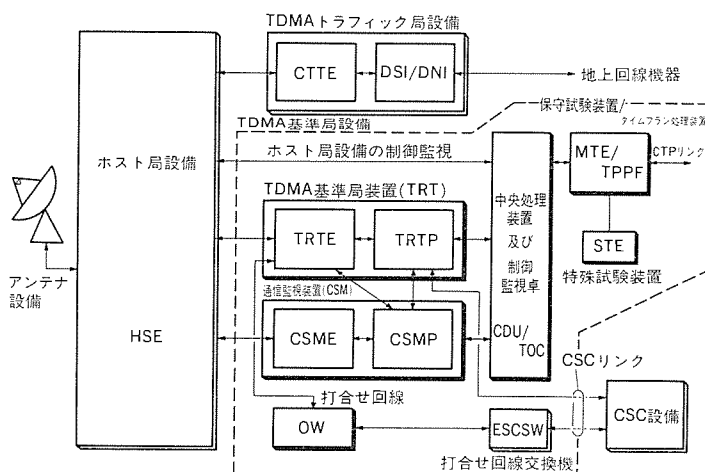 TDMAトラフィック局設備
CTTE
DSI/DNI
地上回線機器
保守試験装置/
タイムプラン処理装置
TDMA基準局設備
ホスト局設備
ホスト局設備の制御監視
MTE/
TPPF
CTPリンク
TDMA基準局装置(TRT)
中央処理
装置
及び
制御
監視卓
TRTE
TRTP
STE
特殊試験装置
アンテナ
設備
通信監視装置(CSM)
HSE
CSME
CSMP
CDU/
TOC
CSCリンク
打合せ回線
OW
ESCSW
CSC設備
打合せ回線交換機